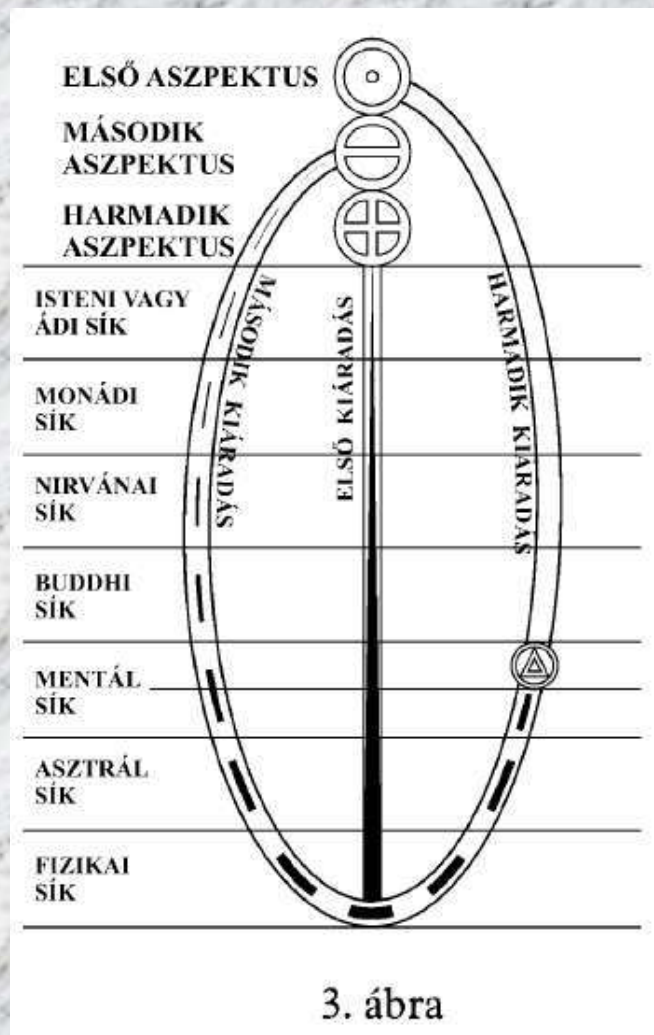 ELSŐ ASZPEKTUS
MÁSODIK
ASZPEKTUS
HARMADIK
ASZPEKTUS
ISTENI VAGY
ÁDI SÍK
MONÁDI
SÍK
NIRVÁNAI
SÍK
BUDDHI
SÍK
MENTÁL
SÍK
ASZTRÁL
SÍK
FIZIKAI
SÍK
MÁSODIK KIÁRADÁS
ELSŐ KIÁRADÁS
HARMADIK KIARADÁS
3. ábra